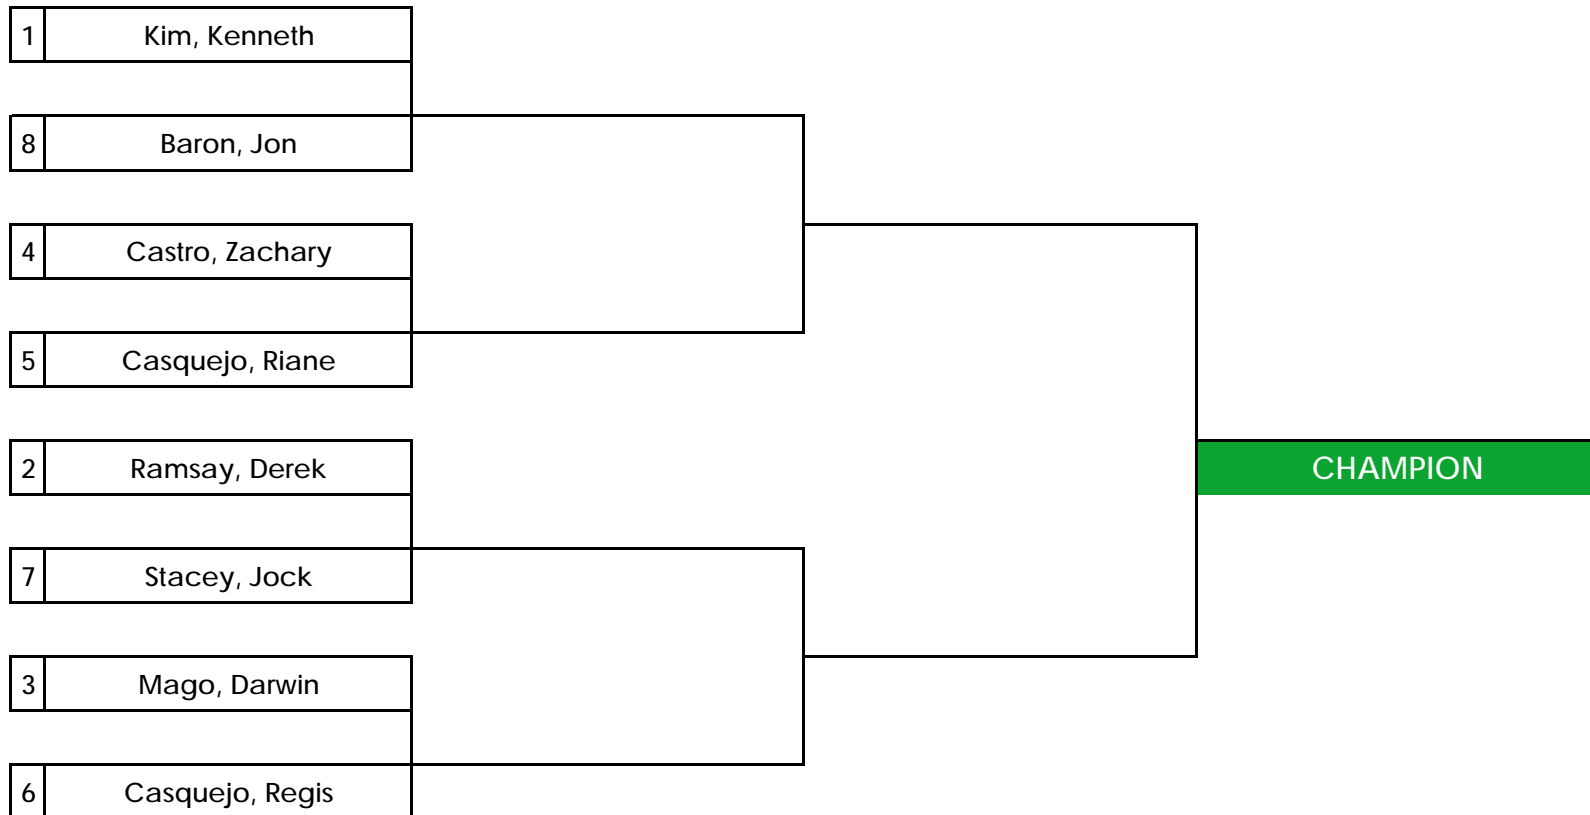 1 Kim, Kenneth
8 Baron, Jon
4 Castro, Zachary
5 Casquejo, Riane
2 Ramsay, Derek
CHAMPION
7 Stacey, Jock
3 Mago, Darwin
6 Casquejo, Regis